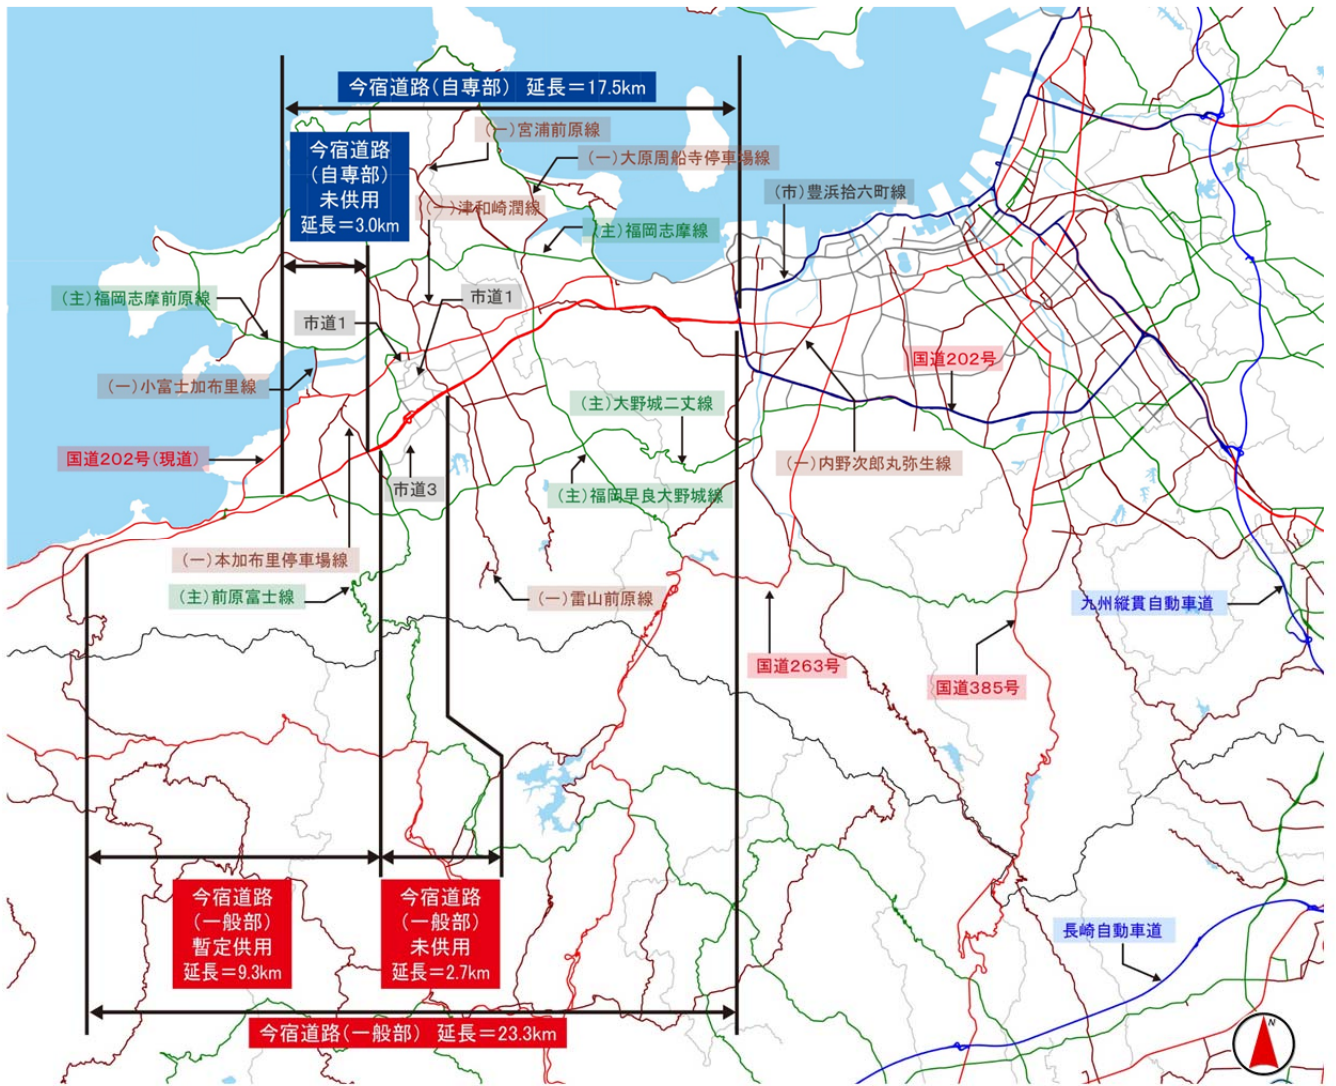 今宿道路(自専部) 延長＝17.5km
今宿道路
(自専部)
未供用
延長＝3.0km
(一)宮浦前原線
(一)大原周船寺停車場線
(一)津和崎潤線
(市)豊浜拾六町線
(主)福岡志摩線
(主)福岡志摩前原線
市道1
市道1
(一)小富士加布里線
国道202号
(主)大野城二丈線
国道202号(現道)
市道3
(主)福岡早良大野城線
(一)内野次郎丸弥生線
(一)本加布里停車場線
(主)前原富士線
(一)雷山前原線
九州縦貫自動車道
国道263号
国道385号
今宿道路
(一般部)
暫定供用
延長＝9.3km
今宿道路
(一般部)
未供用
延長＝2.7km
長崎自動車道
今宿道路(一般部) 延長＝23.3km
N